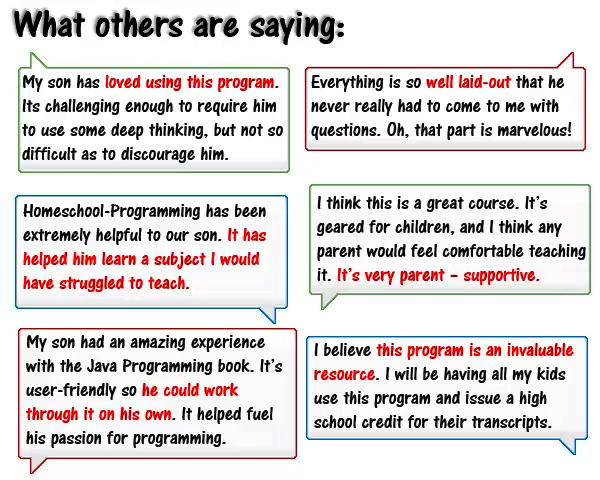 What others are saying:
My son has loved using this program.
Its challenging enough to require him
to use some deep thinking, but not so
difficult as to discourage him.
Everything is so well laid-out that he
never really had to come to me with
questions. Oh, that part is marvelous!
Homeschool-Programming has been
extremely helpful to our son. It has
helped him learn a subject I would
have struggled to teach.
I think this is a great course. It's
geared for children, and I think any
parent would feel comfortable teaching
it. It's very parent - supportive.
My son had an amazing experience
with the Java Programming book. It's
user-friendly so he could work
through it on his own. It helped fuel
his passion for programming.
I believe this program is an invaluable
resource. I will be having all my kids
use this program and issue a high
school credit for their transcripts.